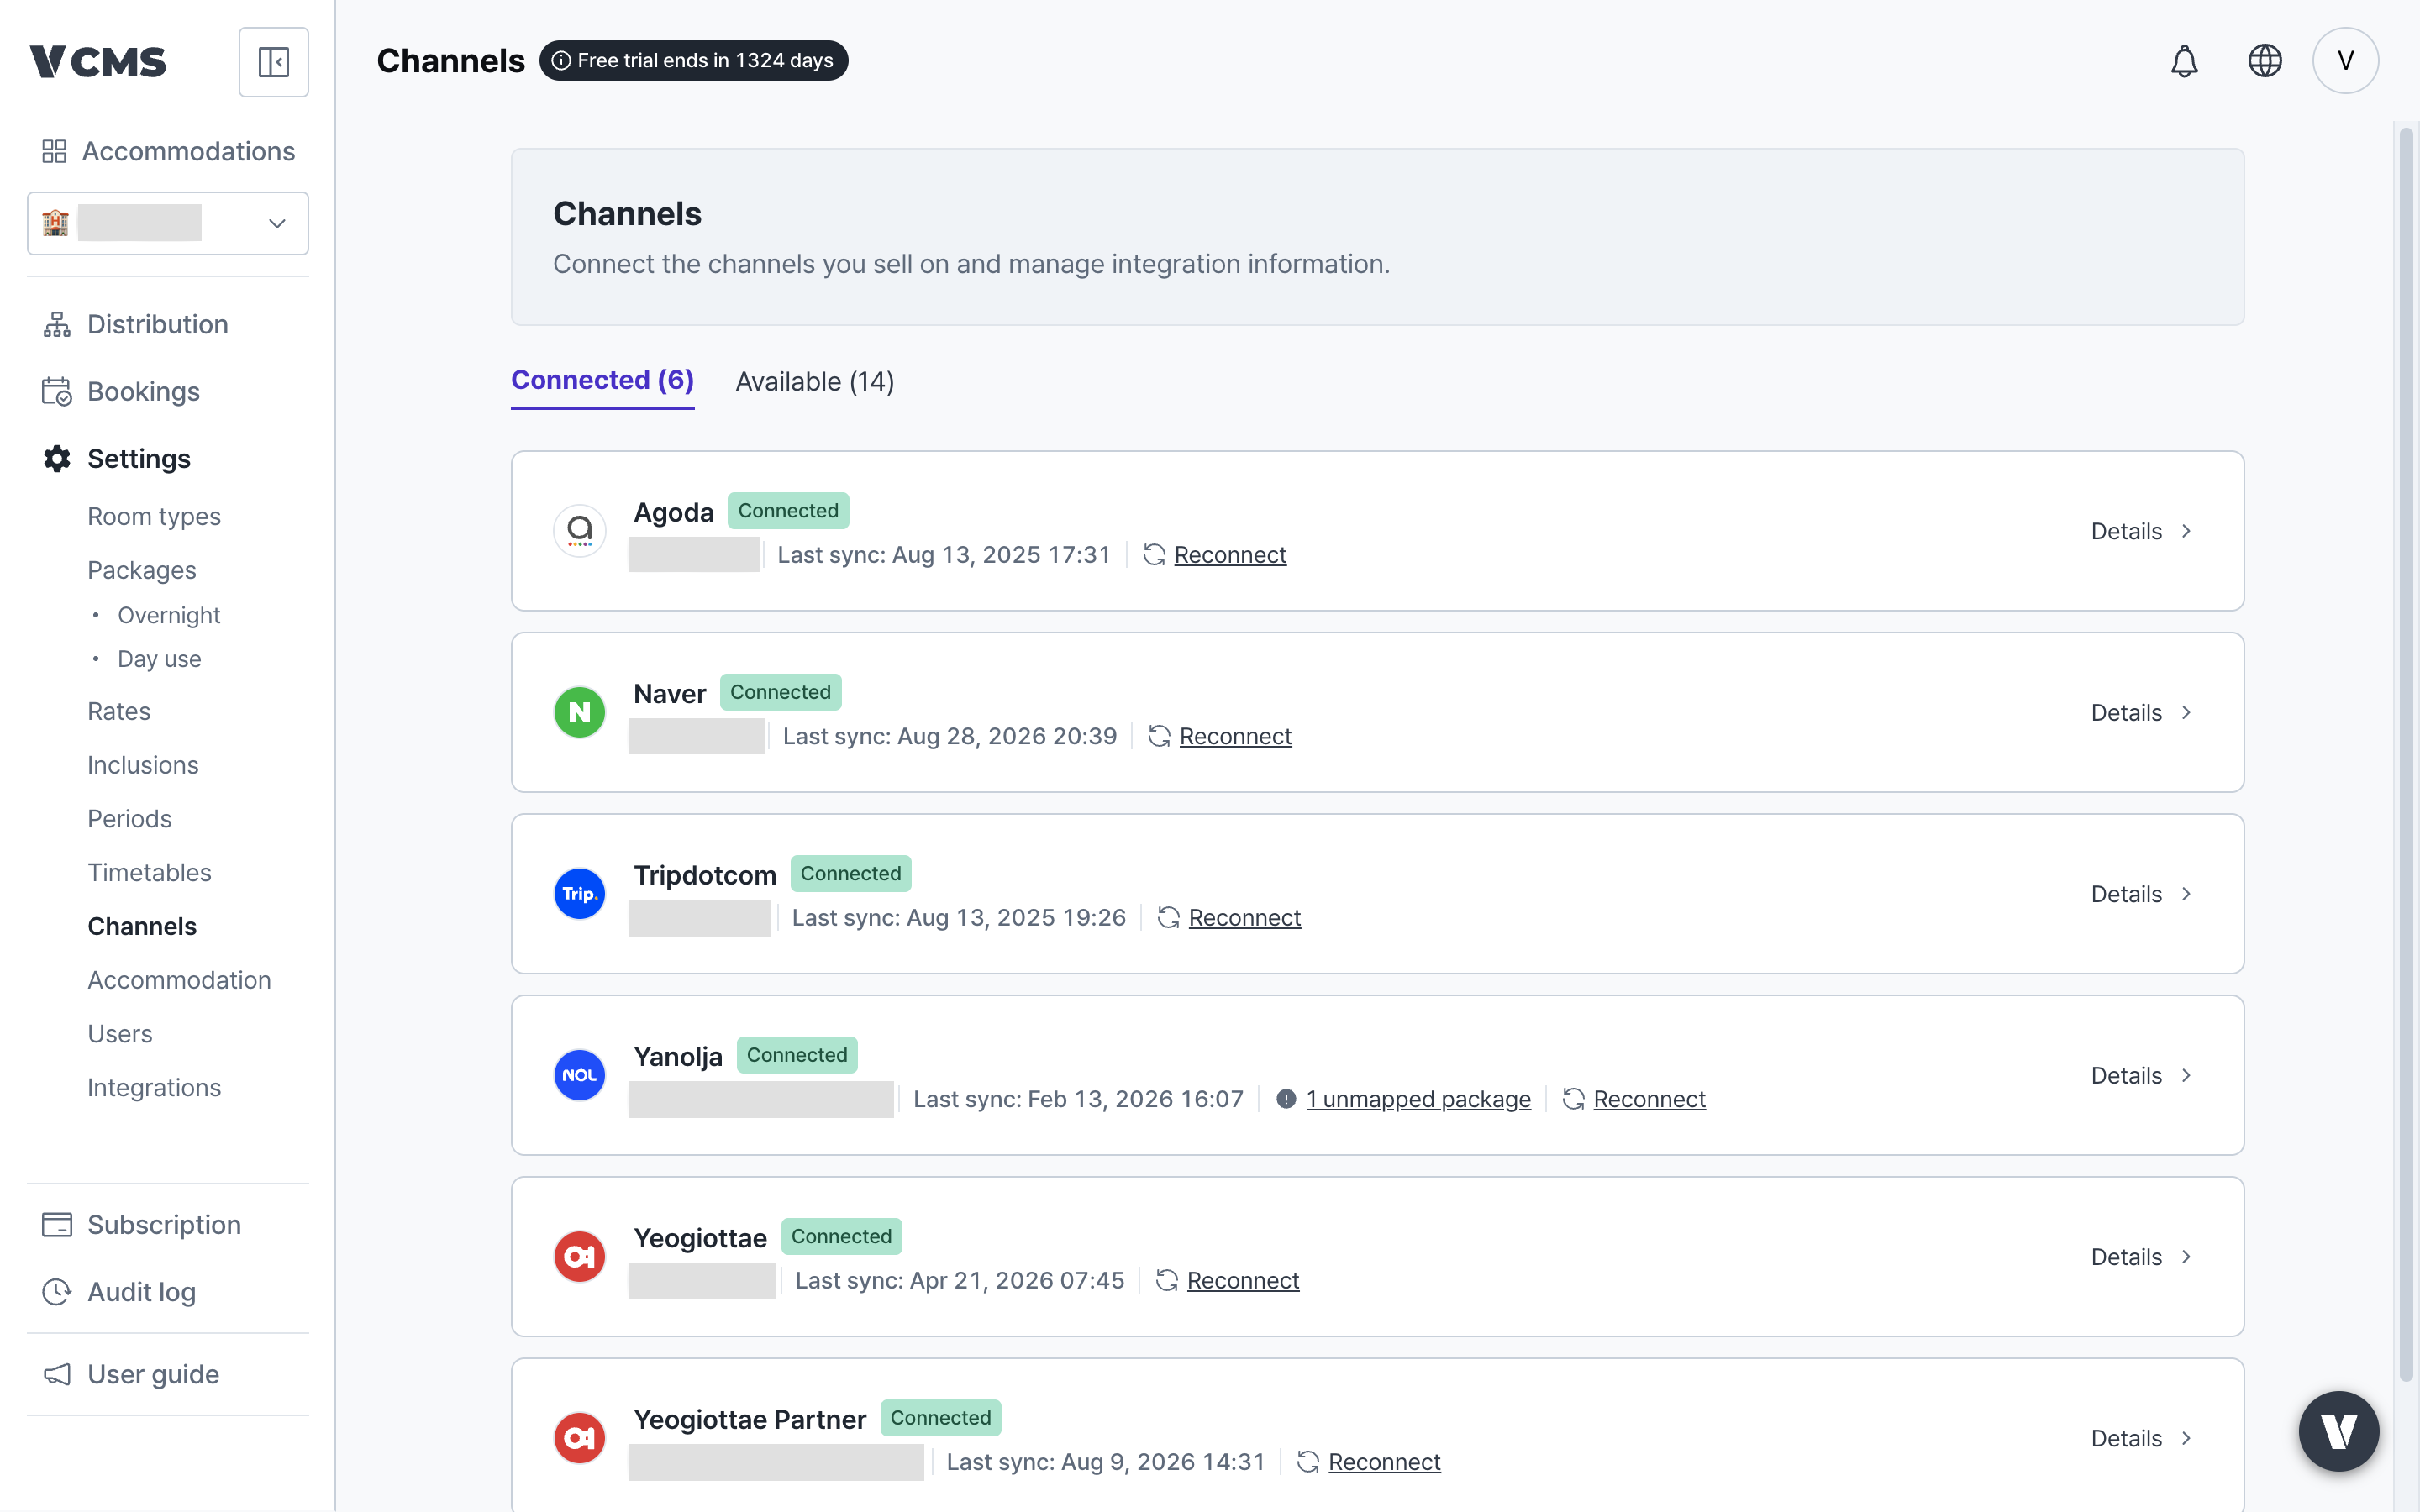 VCMS
Channels
Free trial ends in 1324 days
V
Accommodations
Distribution
Bookings
Settings
Room types
Packages
• Overnight
• Day use
Rates
Inclusions
Periods
Timetables
Channels
Accommodation
Users
Integrations
Subscription
Audit log
User guide
Channels
Connect the channels you sell on and manage integration information.
Connected (6) Available (14)
Agoda Connected
Last sync: Aug 13, 2025 17:31 Reconnect
Details
N
Naver Connected
Last sync: Aug 28, 2026 20:39 Reconnect
Details
Trip.
Tripdotcom Connected
Last sync: Aug 13, 2025 19:26 Reconnect
Details
NOL
Yanolja Connected
Last sync: Feb 13, 2026 16:07 1 unmapped package Reconnect
Details
Yeogiottae Connected
Last sync: Apr 21, 2026 07:45 Reconnect
Details
Yeogiottae Partner Connected
Last sync: Aug 9, 2026 14:31 Reconnect
Details
V